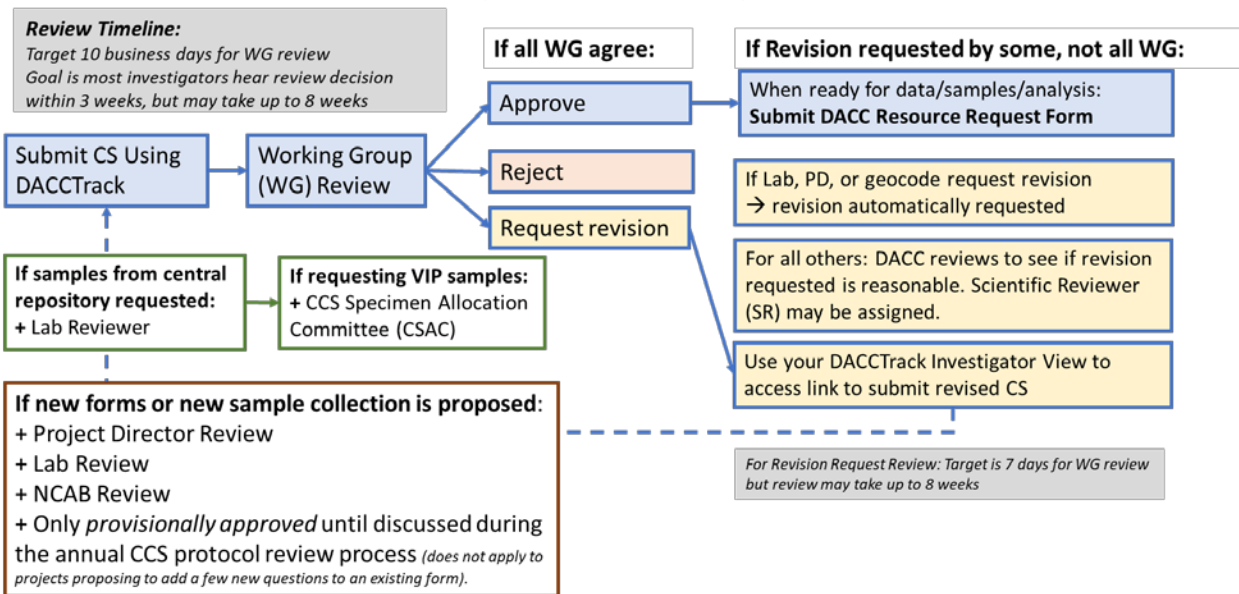 Review Timeline:
Target 10 business days for WG review
Goal is most investigators hear review decision
within 3 weeks, but may take up to 8 weeks
If all WG agree:
If Revision requested by some, not all WG:
Submit CS Using
DACCTrack
Working Group
(WG) Review
Approve
Reject
Request revision
When ready for data/samples/analysis:
Submit DACC Resource Request Form
If Lab, PD, or geocode request revision
→ revision automatically requested
For all others: DACC reviews to see if revision
requested is reasonable. Scientific Reviewer
(SR) may be assigned.
Use your DACCTrack Investigator View to
access link to submit revised CS
If samples from central
repository requested:
+ Lab Reviewer
If requesting VIP samples:
+ CCS Specimen Allocation
Committee (CSAC)
If new forms or new sample collection is proposed:
+ Project Director Review
+ Lab Review
+ NCAB Review
+ Only provisionally approved until discussed during
the annual CCS protocol review process (does not apply to
projects proposing to add a few new questions to an existing form).
For Revision Request Review: Target is 7 days for WG review
but review may take up to 8 weeks